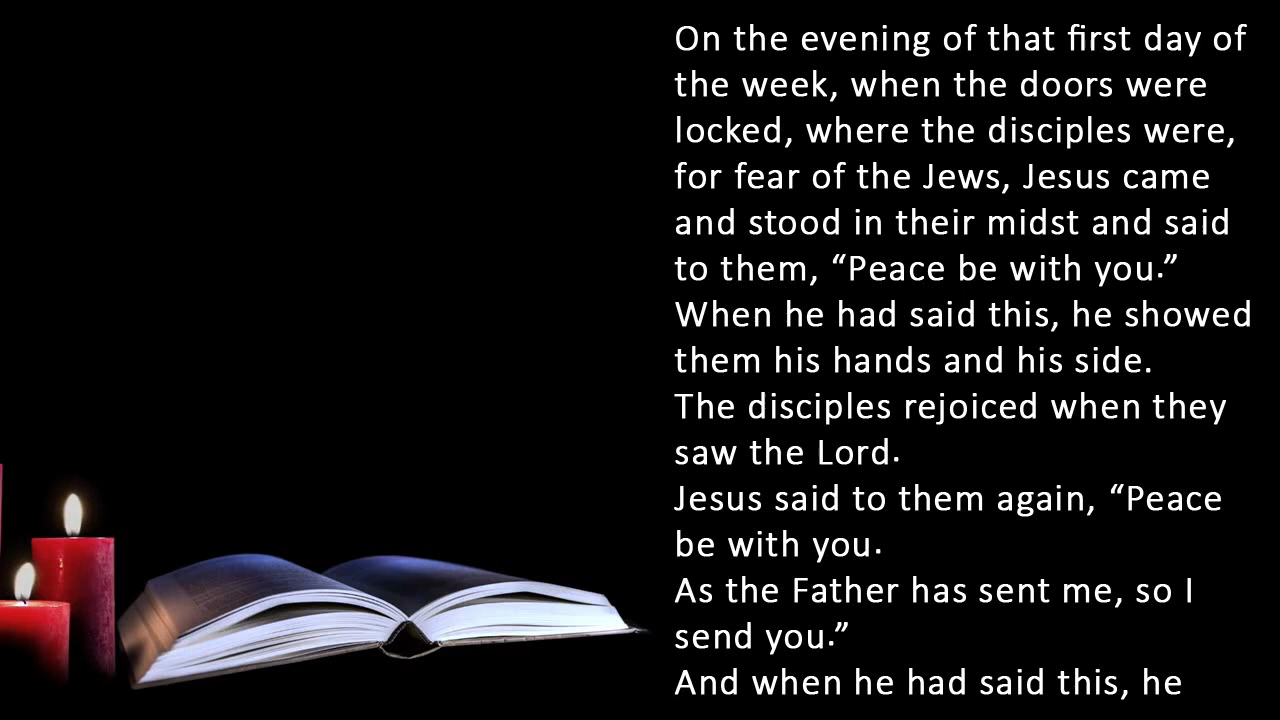 On the evening of that first day of
the week, when the doors were
locked, where the disciples were,
for fear of the Jews, Jesus came
and stood in their midst and said
to them, “Peace be with you.”
When he had said this, he showed
them his hands and his side.
The disciples rejoiced when they
saw the Lord.
Jesus said to them again, “Peace
be with you.
As the Father has sent me, so I
send you.”
And when he had said this, he